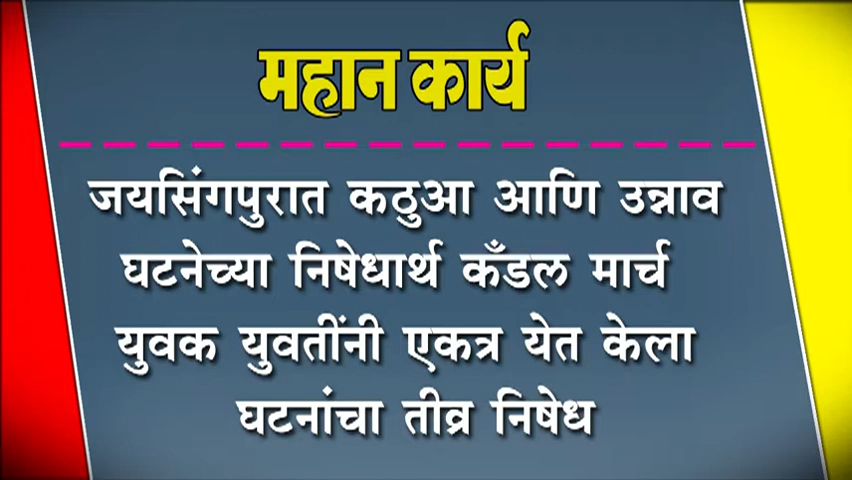 महान कार्य
जयसिंगपुरात कठुआ आणि उन्नाव
घटनेच्या निषेधार्थ कँडल मार्च
युवक युवतींनी एकत्र येत केला
घटनांचा तीव्र निषेध